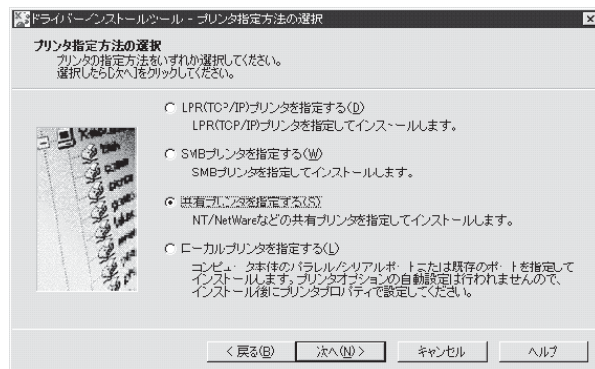 ドライバーインストールツール - プリンタ指定方法の選択
プリンタ指定方法の選択
プリンタの指定方法をいずれか選択してください。
選択したら[次へ]をクリックしてください。
LPR(TCP/IP)プリンタを指定する(D)
LPR(TCP/IP)プリンタを指定してインストールします。
SMBプリンタを指定する(W)
SMBプリンタを指定してインストールします。
共有プリンタを指定する(S)
NT/NetWareなどの共有プリンタを指定してインストールします。
ローカルプリンタを指定する(L)
コンピュータ本体のパラレル/シリアルポートまたは既存のポートを指定して
インストールします。プリンタオプションの自動設定は行われませんので、
インストール後にプリンタプロパティで設定してください。
< 戻る(B)
次へ(N) >
キャンセル
ヘルプ